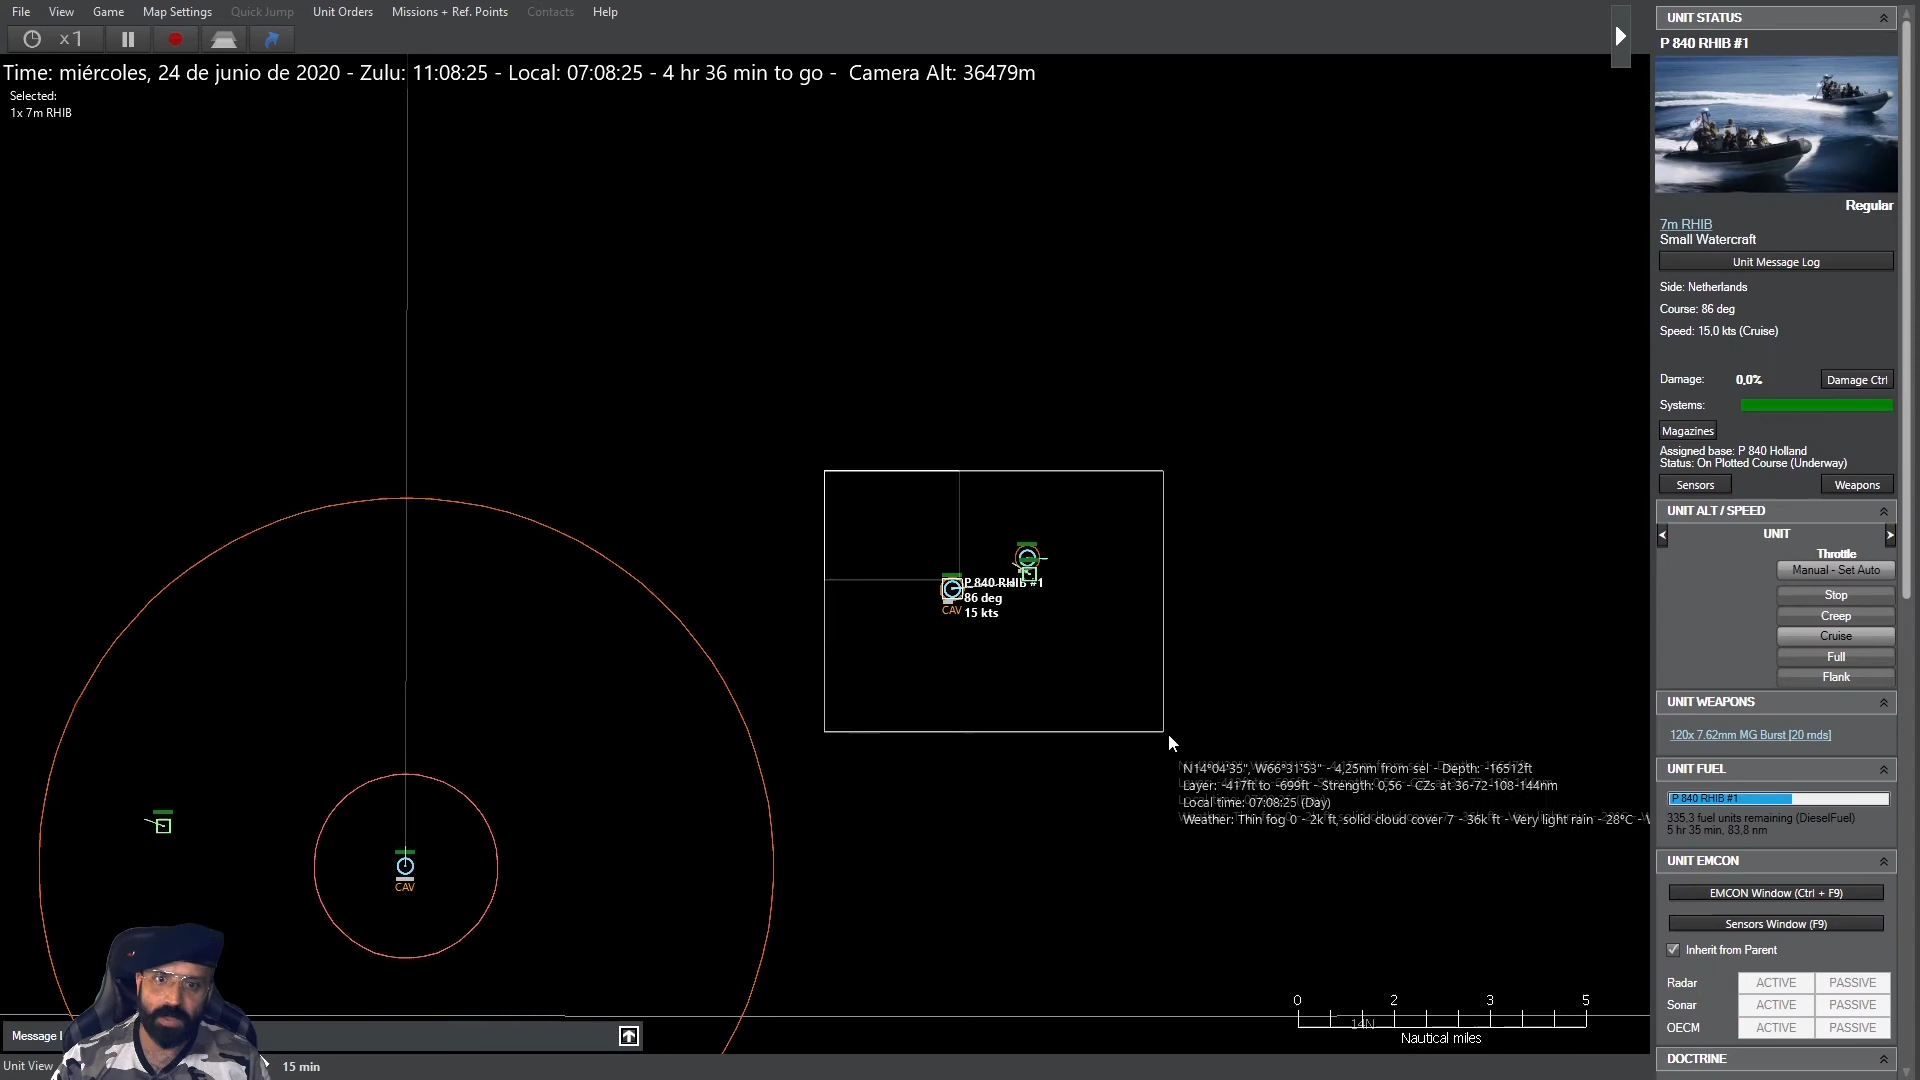 File View Game Map Settings Quick Jump Unit Orders Missions + Ref. Points Contacts Help
x1
Time: miércoles, 24 de junio de 2020 - Zulu: 11:08:25 - Local: 07:08:25 - 4 hr 36 min to go - Camera Alt: 36479m
Selected:
1x 7m RHIB
P 840 RHIB #1
86 deg
CAV 15 kts
N14°04'35", W66°31'53" - 4,25nm from sel - Depth: -16512ft
Layer: -417ft to -699ft - Strength: 0,56 - CZs at 36-72-108-144nm
Local time: 07:08:25 (Day)
Weather: Thin fog 0 - 2k ft, solid cloud cover 7 - 36k ft - Very light rain - 28°C -
CAV
0 2 3 5
14N
Nautical miles
Message
Unit View
15 min
UNIT STATUS
P 840 RHIB #1
Regular
7m RHIB
Small Watercraft
Unit Message Log
Side: Netherlands
Course: 86 deg
Speed: 15,0 kts (Cruise)
Damage: 0,0% Damage Ctrl
Systems:
Magazines
Assigned base: P 840 Holland
Status: On Plotted Course (Underway)
Sensors Weapons
UNIT ALT / SPEED
UNIT
Throttle
Manual - Set Auto
Stop
Creep
Cruise
Full
Flank
UNIT WEAPONS
120x 7.62mm MG Burst [20 rnds]
UNIT FUEL
P 840 RHIB #1
335,3 fuel units remaining (DieselFuel)
5 hr 35 min, 83,8 nm
UNIT EMCON
EMCON Window (Ctrl + F9)
Sensors Window (F9)
Inherit from Parent
Radar ACTIVE PASSIVE
Sonar ACTIVE PASSIVE
OECM ACTIVE PASSIVE
DOCTRINE